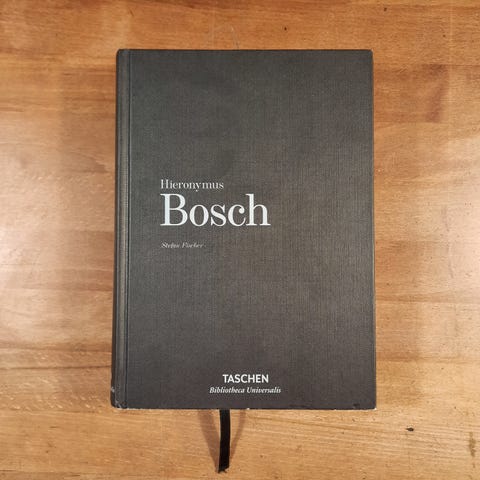 Hieronymus
Bosch
Stefan Fischer
TASCHEN
Bibliotheca Universalis